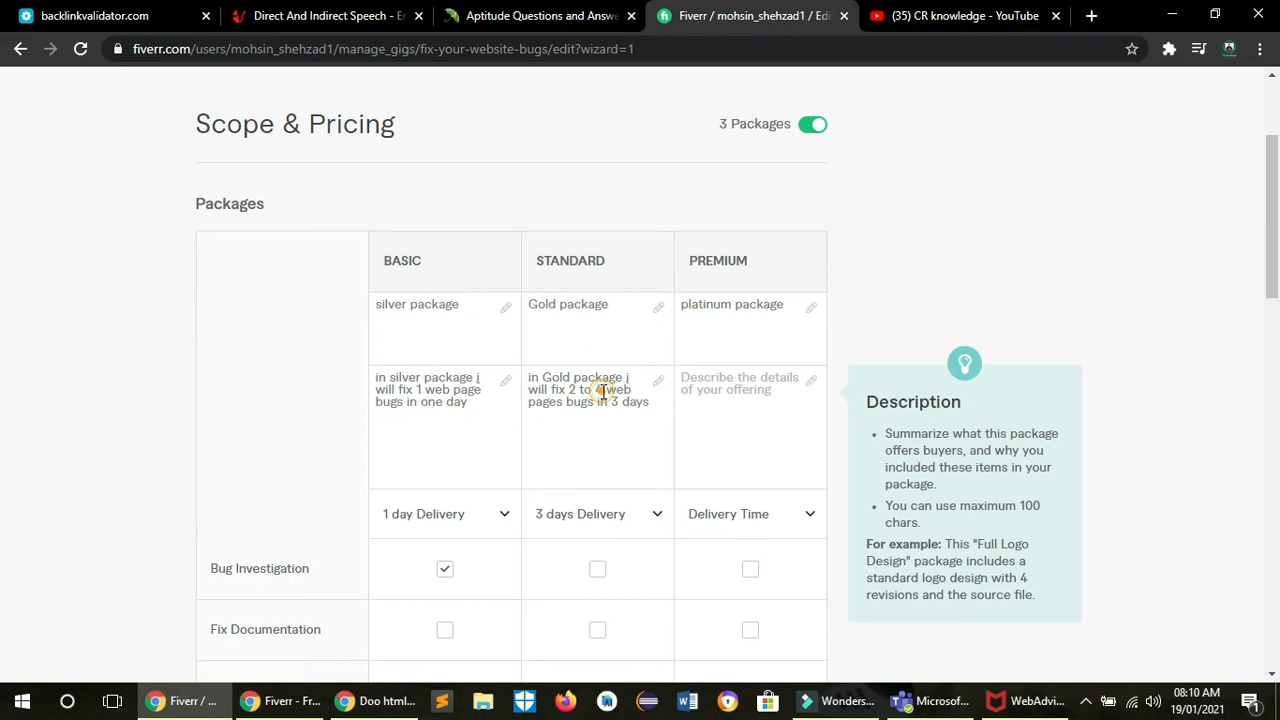 backlinkvalidator.com
Direct And Indirect Speech - E
Aptitude Questions and Answe
Fiverr / mohsin_shehzad1 / Edi
(35) CR knowledge - YouTube
fiverr.com/users/mohsin_shehzad1/manage_gigs/fix-your-website-bugs/edit?wizard=1
Scope & Pricing
3 Packages
Packages
BASIC
STANDARD
PREMIUM
silver package
Gold package
platinum package
in silver package i
will fix 1 web page
bugs in one day
in Gold package i
will fix 2 to web
pages bugs in 3 days
Describe the details
of your offering
Description
• Summarize what this package
offers buyers, and why you
included these items in your
package.
• You can use maximum 100
chars.
For example: This "Full Logo
Design" package includes a
standard logo design with 4
revisions and the source file.
1 day Delivery
3 days Delivery
Delivery Time
Bug Investigation
Fix Documentation
Fiverr / ...
Fiverr - Fr...
Doo html...
Wonders...
Microsof...
WebAdvi...
08:10 AM
19/01/2021